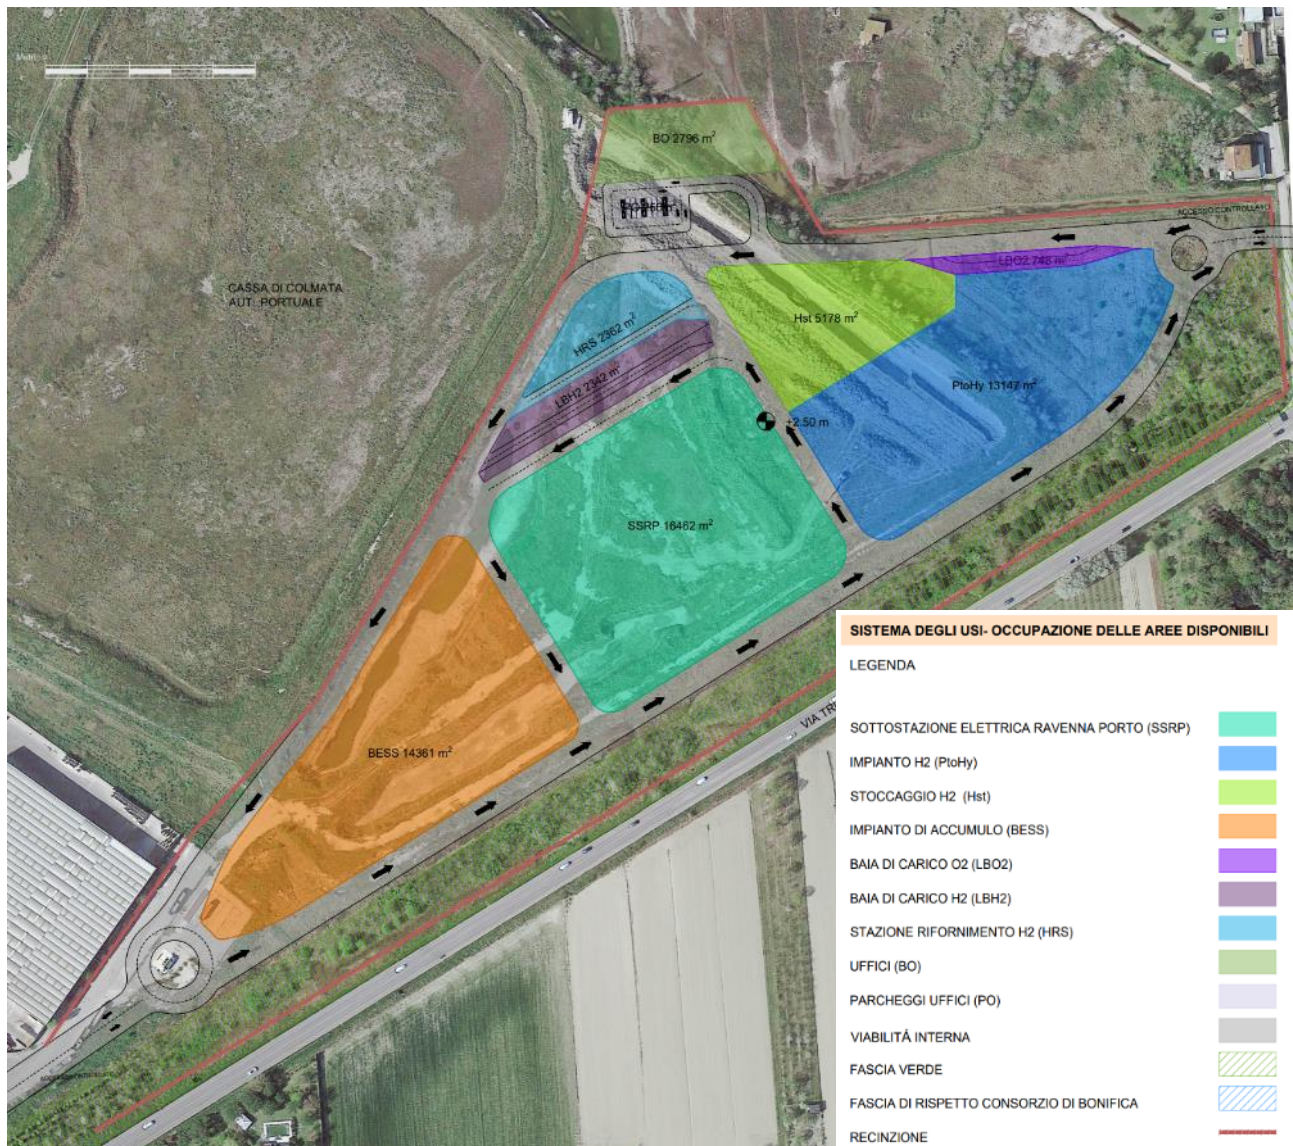 BO 2796 m²
ACCESSO CONTROLLATO
LBO2 748 m²
CASSA DI COLMATA
AUT. PORTUALE
Hst 5178 m²
HRS 2362 m²
LBH2 2342 m²
PtoHy 13147 m²
+2.50 m
SSRP 16462 m²
BESS 14361 m²
VIA TRE
SISTEMA DEGLI USI- OCCUPAZIONE DELLE AREE DISPONIBILI
LEGENDA
SOTTOSTAZIONE ELETTRICA RAVENNA PORTO (SSRP)
IMPIANTO H2 (PtoHy)
STOCCAGGIO H2 (Hst)
IMPIANTO DI ACCUMULO (BESS)
BAIA DI CARICO O2 (LBO2)
BAIA DI CARICO H2 (LBH2)
STAZIONE RIFORNIMENTO H2 (HRS)
UFFICI (BO)
PARCHEGGI UFFICI (PO)
VIABILITÁ INTERNA
FASCIA VERDE
FASCIA DI RISPETTO CONSORZIO DI BONIFICA
RECINZIONE
ACCESSO CONTROLLATO